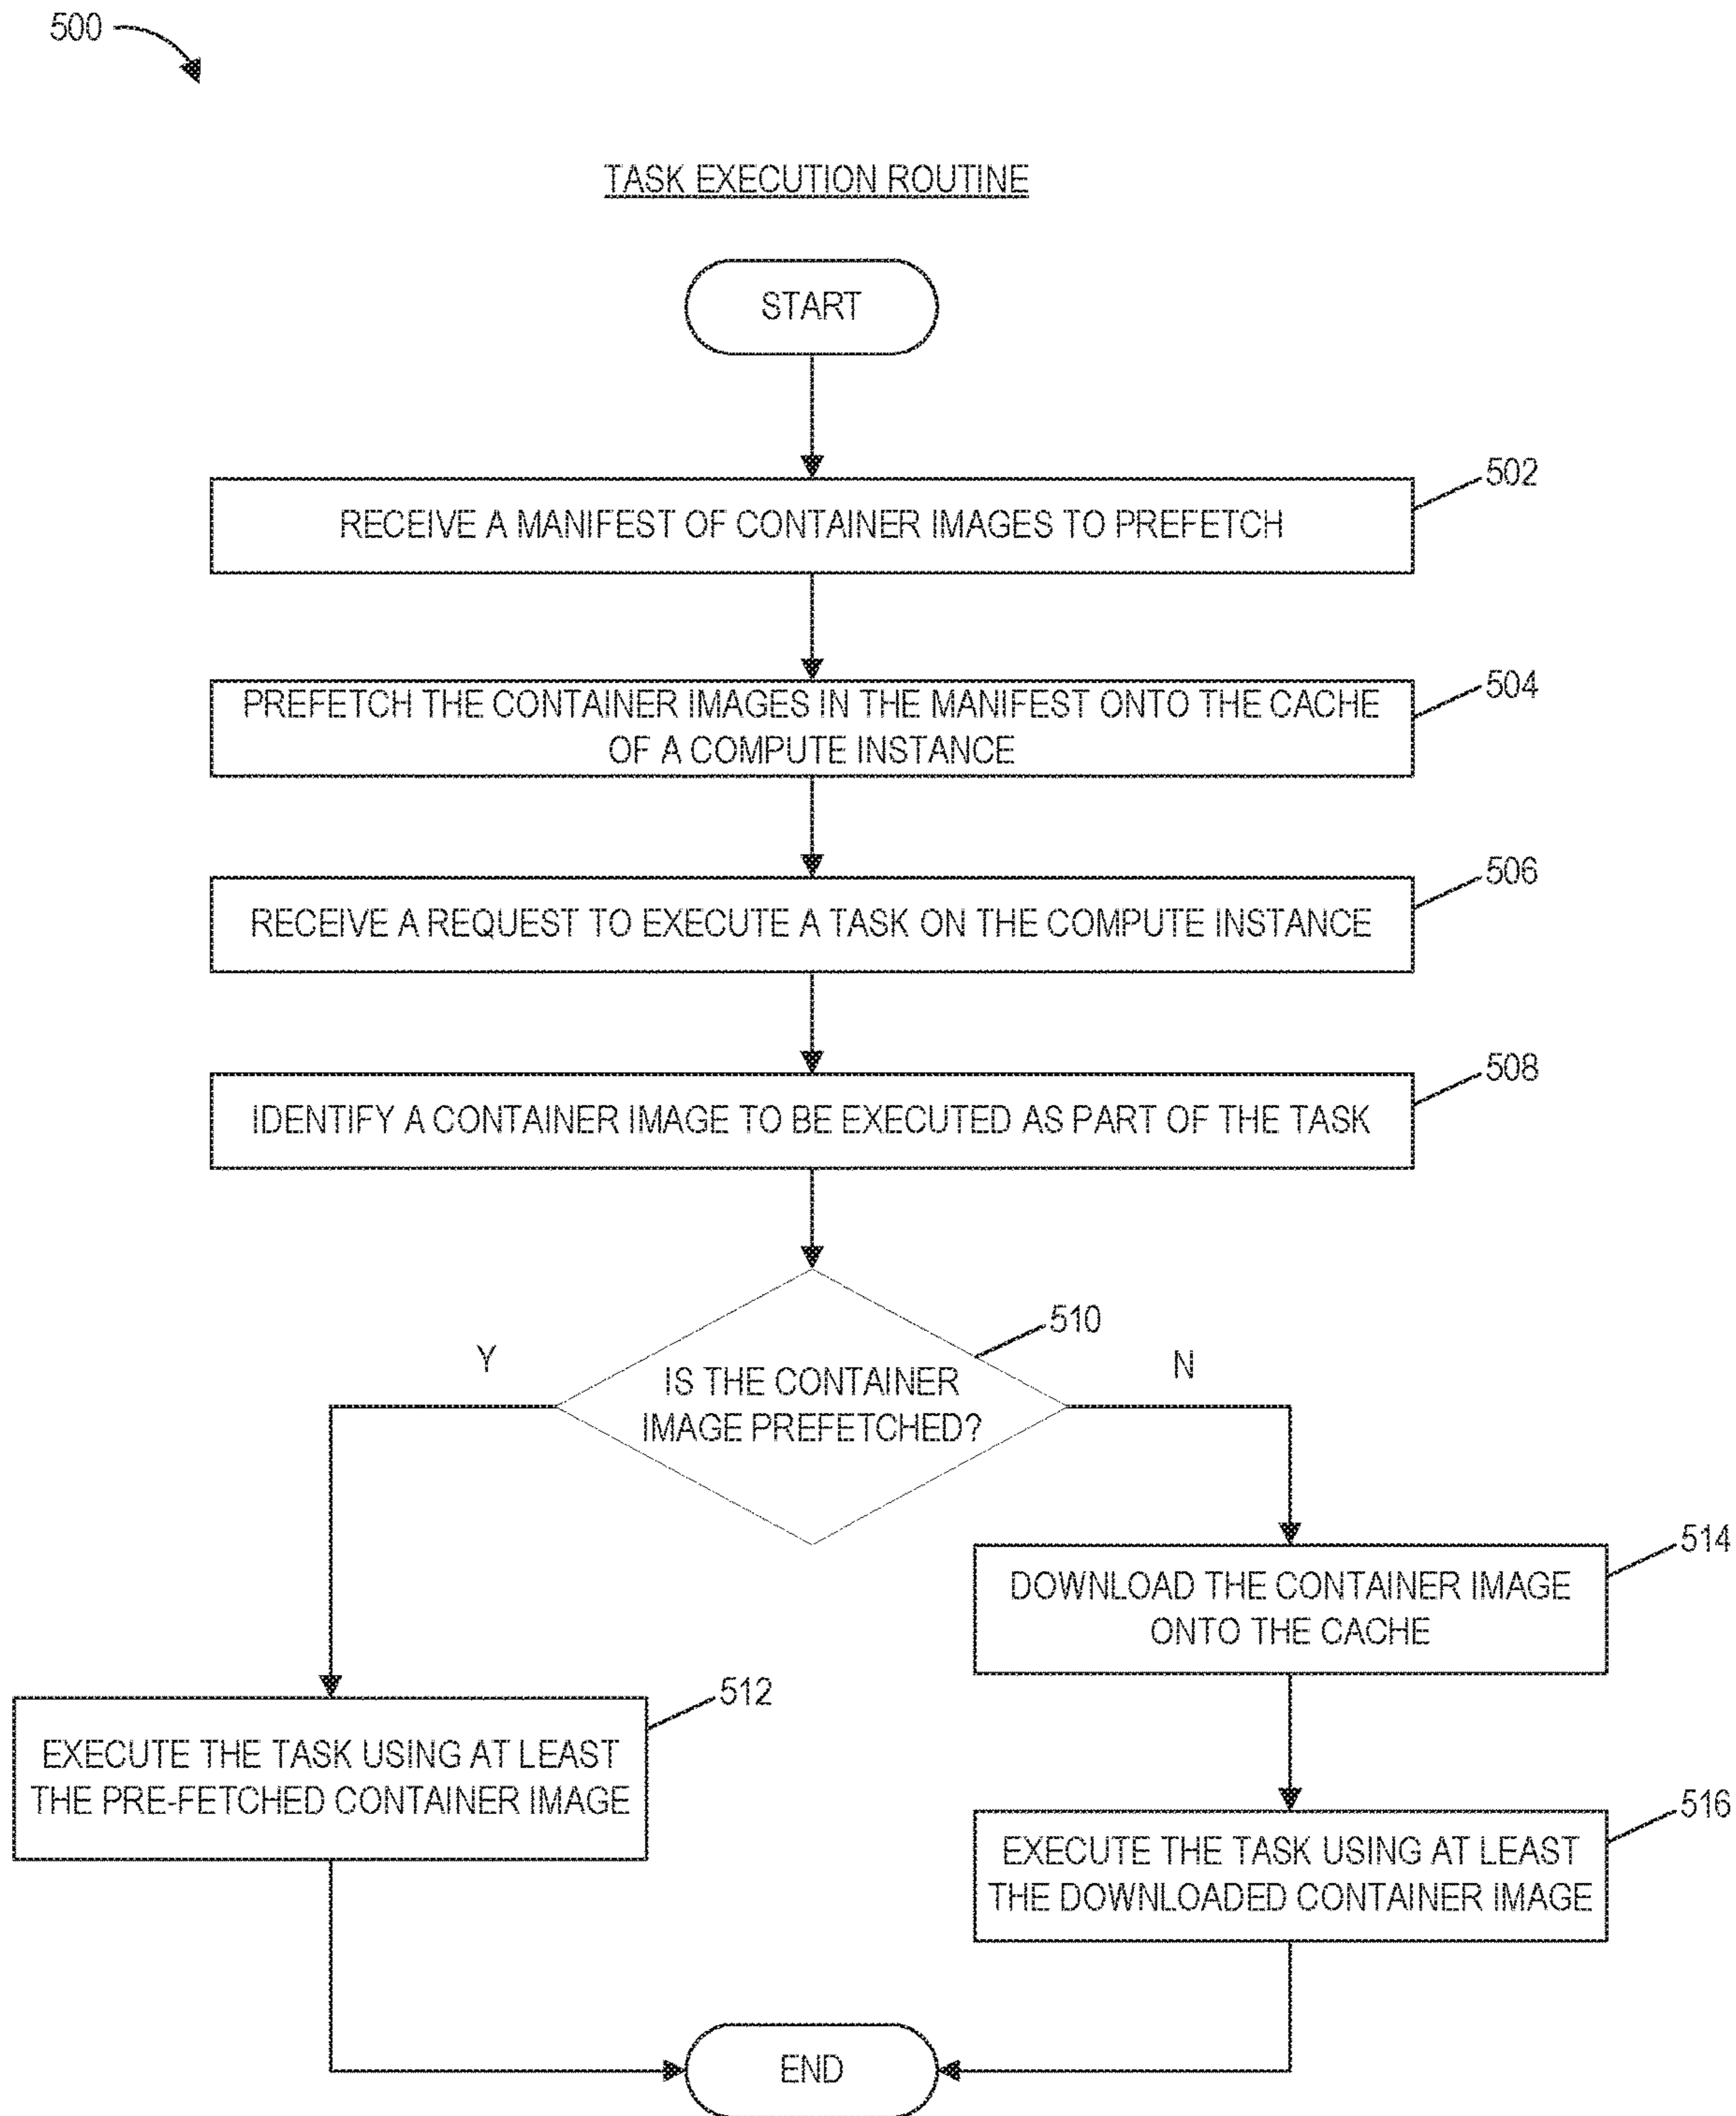 500
TASK EXECUTION ROUTINE
START
502
RECEIVE A MANIFEST OF CONTAINER IMAGES TO PREFETCH
504
PREFETCH THE CONTAINER IMAGES IN THE MANIFEST ONTO THE CACHE
OF A COMPUTE INSTANCE
506
RECEIVE A REQUEST TO EXECUTE A TASK ON THE COMPUTE INSTANCE
508
IDENTIFY A CONTAINER IMAGE TO BE EXECUTED AS PART OF THE TASK
510
IS THE CONTAINER
IMAGE PREFETCHED?
Y
N
512
EXECUTE THE TASK USING AT LEAST
THE PRE-FETCHED CONTAINER IMAGE
514
DOWNLOAD THE CONTAINER IMAGE
ONTO THE CACHE
516
EXECUTE THE TASK USING AT LEAST
THE DOWNLOADED CONTAINER IMAGE
END